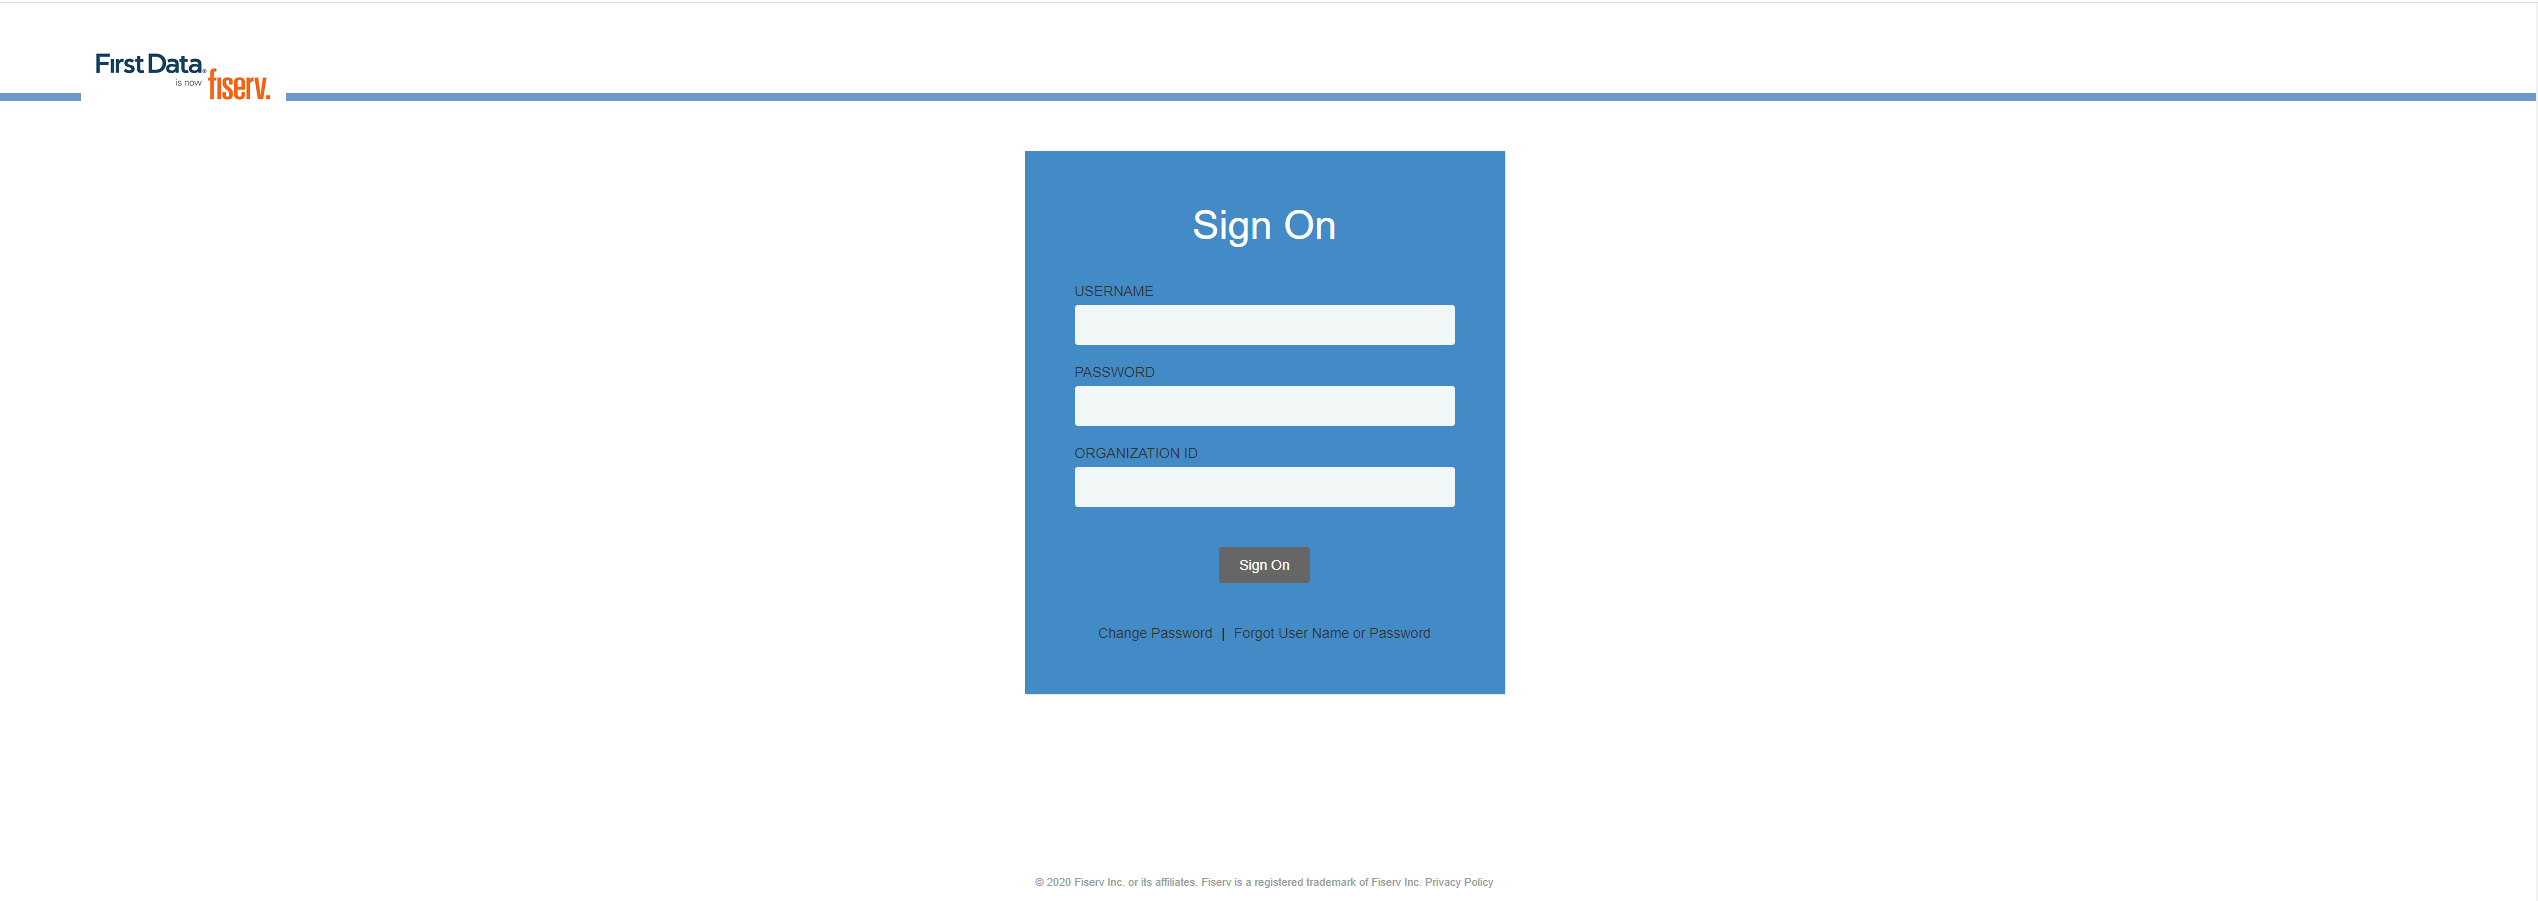 First Data®
is now fiserv.
Sign On
USERNAME
PASSWORD
ORGANIZATION ID
Sign On
Change Password | Forgot User Name or Password
© 2020 Fiserv Inc. or its affiliates. Fiserv is a registered trademark of Fiserv Inc. Privacy Policy